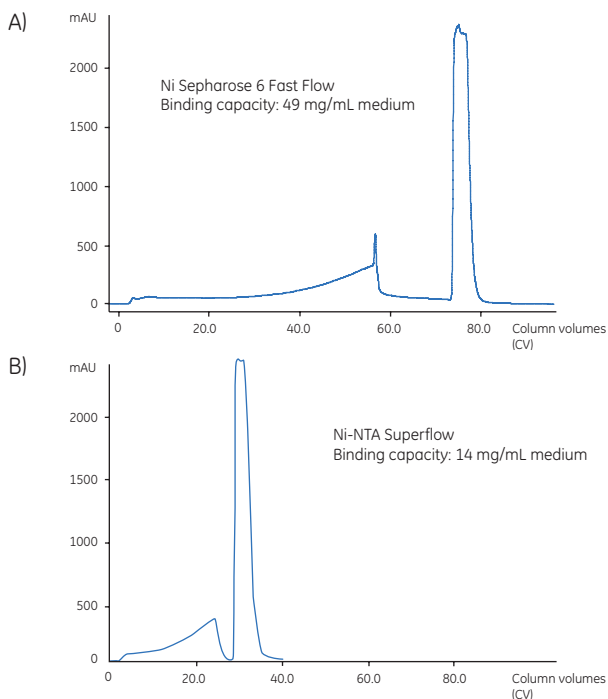 A)
mAU
2000
1500
1000
500
0
Ni Sepharose 6 Fast Flow
Binding capacity: 49 mg/mL medium
0 20.0 40.0 60.0 80.0 Column volumes
(CV)
B)
mAU
2000
1500
1000
500
0
Ni-NTA Superflow
Binding capacity: 14 mg/mL medium
0 20.0 40.0 60.0 80.0 Column volumes
(CV)